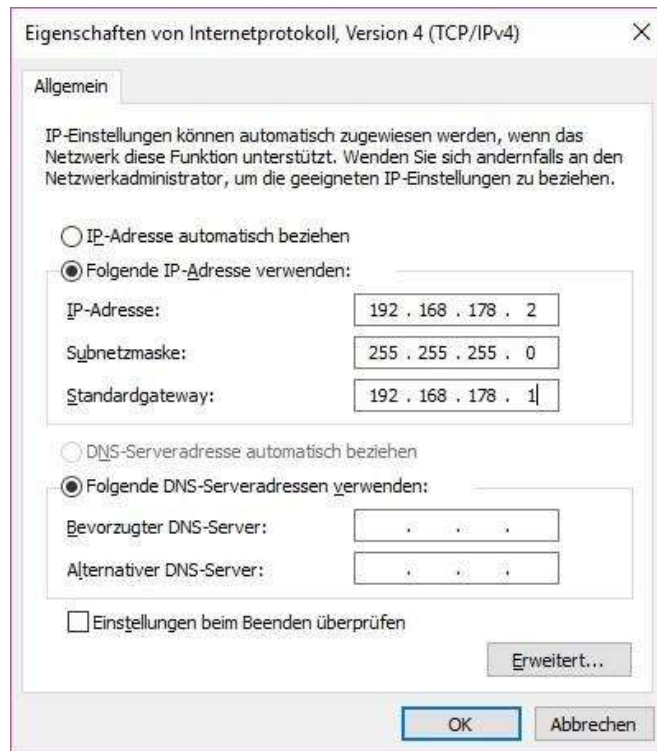 Eigenschaften von Internetprotokoll, Version 4 (TCP/IPv4)
Allgemein
IP-Einstellungen können automatisch zugewiesen werden, wenn das
Netzwerk diese Funktion unterstützt. Wenden Sie sich andernfalls an den
Netzwerkadministrator, um die geeigneten IP-Einstellungen zu beziehen.
IP-Adresse automatisch beziehen
Folgende IP-Adresse verwenden:
IP-Adresse: 192 . 168 . 178 . 2
Subnetzmaske: 255 . 255 . 255 . 0
Standardgateway: 192 . 168 . 178 . 1
DNS-Serveradresse automatisch beziehen
Folgende DNS-Serveradressen verwenden:
Bevorzugter DNS-Server: . . .
Alternativer DNS-Server: . . .
Einstellungen beim Beenden überprüfen
Erweitert...
OK Abbrechen